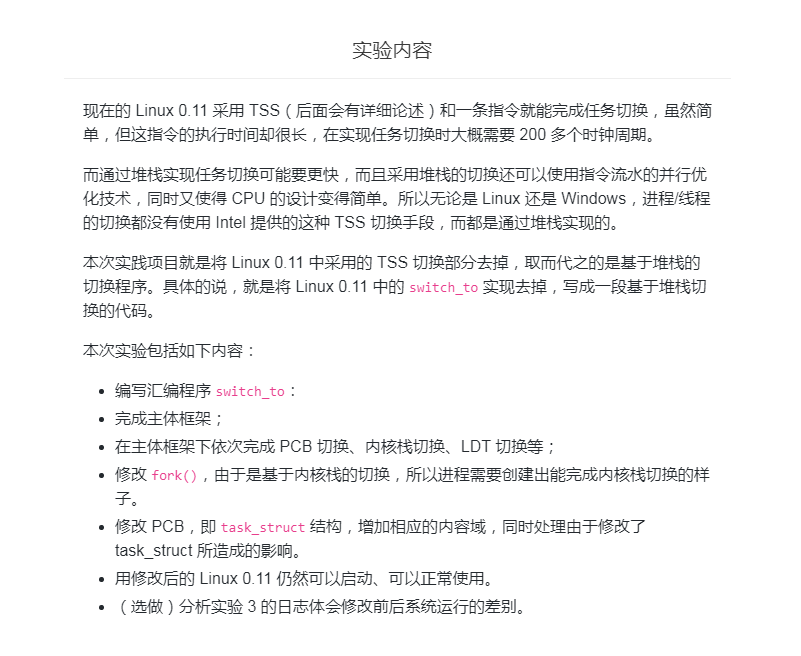 实验内容
现在的 Linux 0.11 采用 TSS（后面会有详细论述）和一条指令就能完成任务切换，虽然简
单，但这指令的执行时间却很长，在实现任务切换时大概需要 200 多个时钟周期。
而通过堆栈实现任务切换可能要更快，而且采用堆栈的切换还可以使用指令流水的并行优
化技术，同时又使得 CPU 的设计变得简单。所以无论是 Linux 还是 Windows，进程/线程
的切换都没有使用 Intel 提供的这种 TSS 切换手段，而都是通过堆栈实现的。
本次实践项目就是将 Linux 0.11 中采用的 TSS 切换部分去掉，取而代之的是基于堆栈的
切换程序。具体的说，就是将 Linux 0.11 中的 switch_to 实现去掉，写成一段基于堆栈切
换的代码。
本次实验包括如下内容：
• 编写汇编程序 switch_to：
• 完成主体框架；
• 在主体框架下依次完成 PCB 切换、内核栈切换、LDT 切换等；
• 修改 fork()，由于是基于内核栈的切换，所以进程需要创建出能完成内核栈切换的样
子。
• 修改 PCB，即 task_struct 结构，增加相应的内容域，同时处理由于修改了
task_struct 所造成的影响。
• 用修改后的 Linux 0.11 仍然可以启动、可以正常使用。
• （选做）分析实验 3 的日志体会修改前后系统运行的差别。